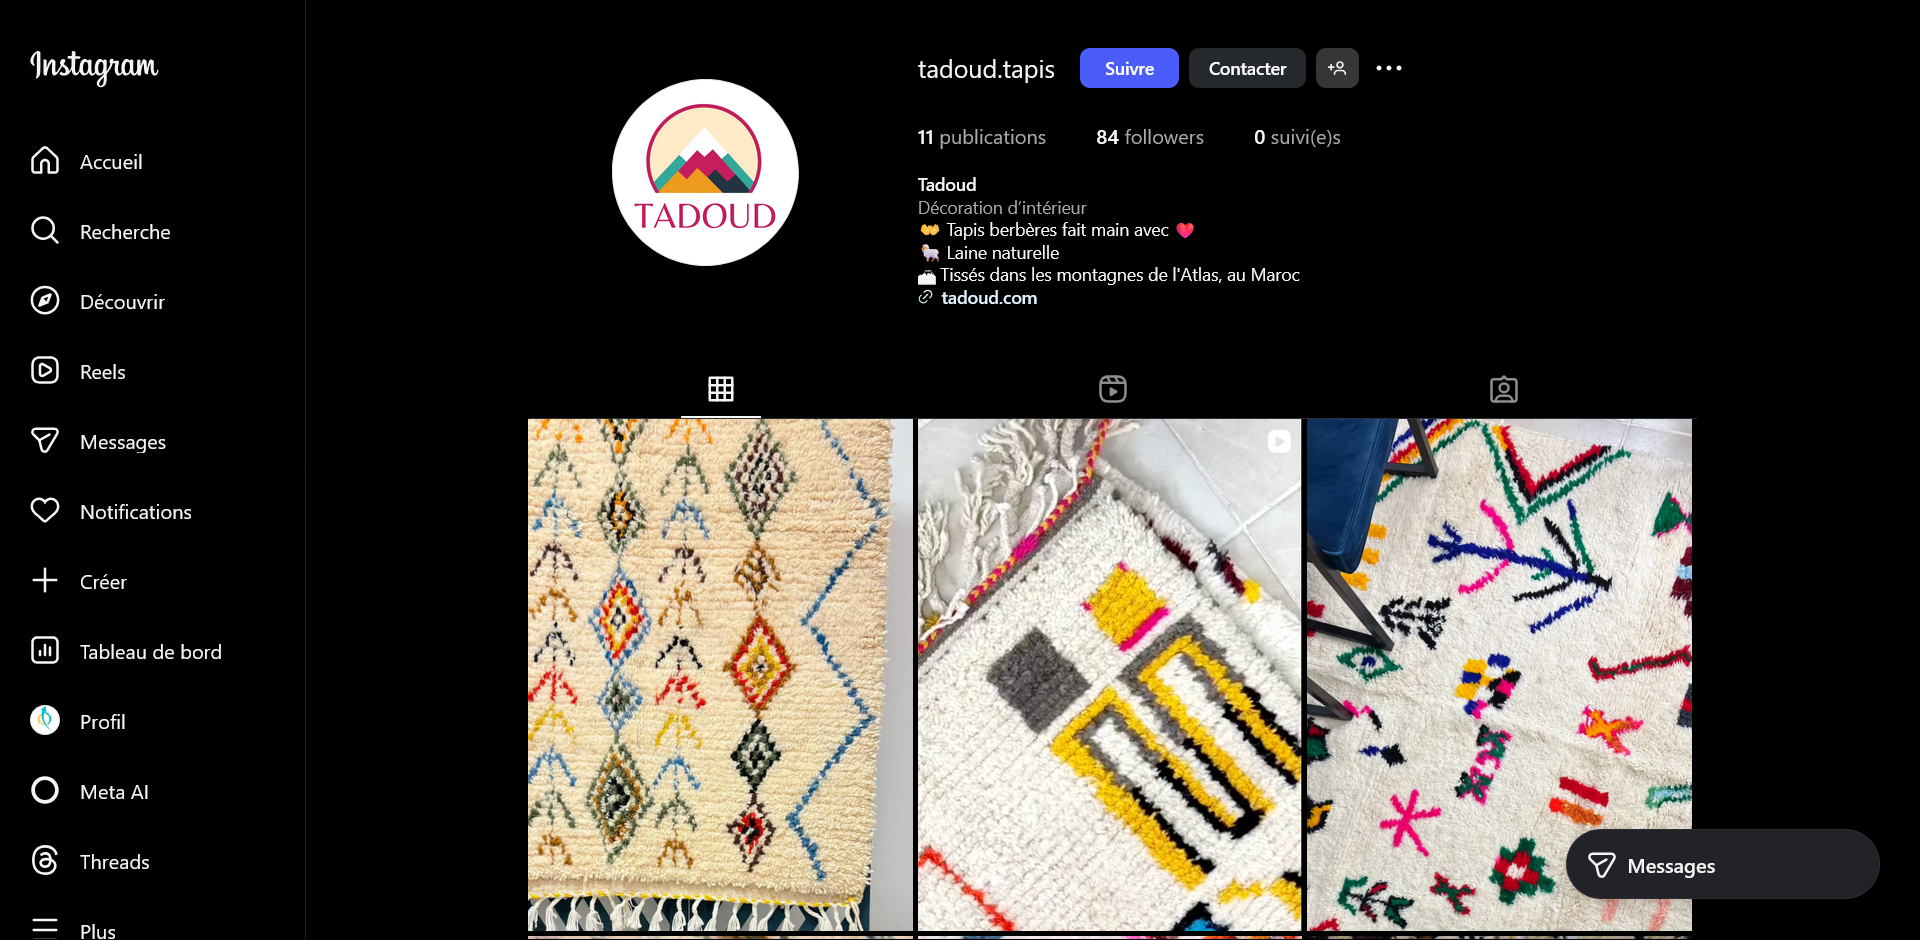 Instagram
Accueil
Recherche
Découvrir
Reels
Messages
Notifications
Créer
Tableau de bord
Profil
Meta AI
Threads
Plus
TADOUD
tadoud.tapis
Suivre
Contacter
11 publications
84 followers
0 suivi(e)s
Tadoud
Décoration d’intérieur
👐 Tapis berbères fait main avec ❤️
🐑 Laine naturelle
🏔 Tissés dans les montagnes de l'Atlas, au Maroc
tadoud.com
Messages